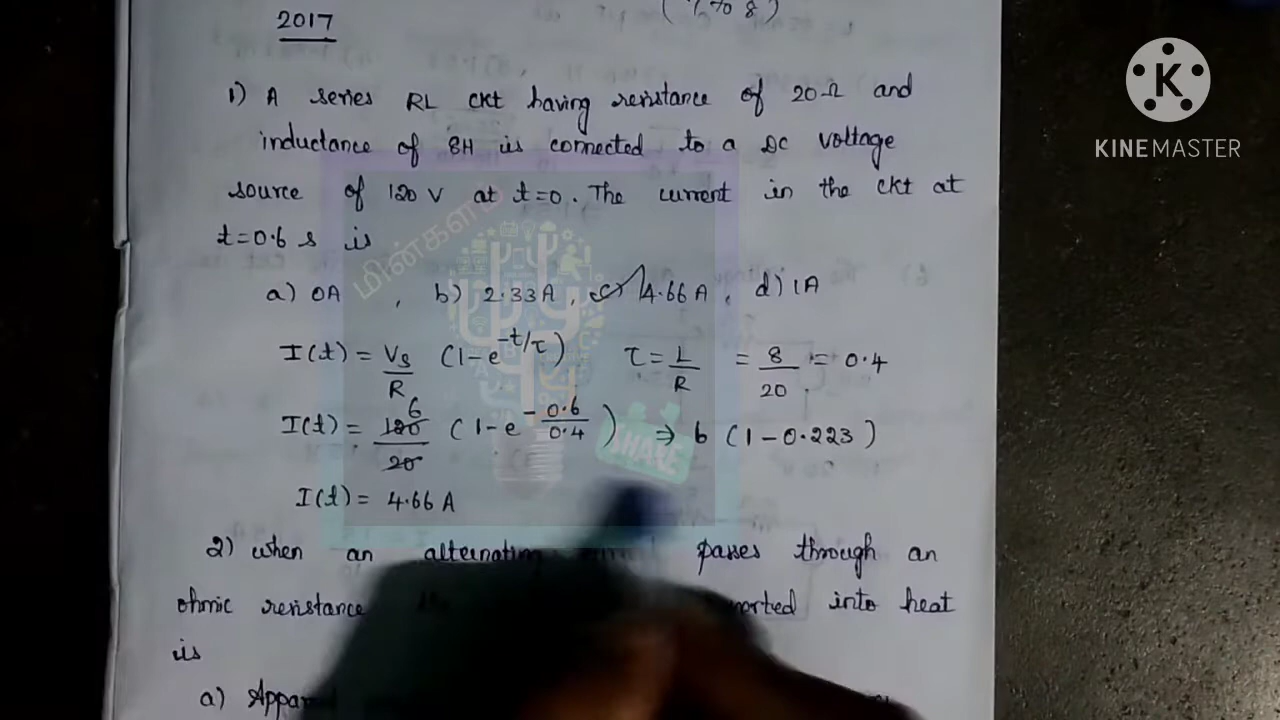 2017
K
KINEMASTER
1) A series RL ckt having resistance of 20Ω and
inductance of 8H is connected to a DC voltage
source of 120 V at t=0. The current in the ckt at
t=0.6 s is
a) 0A , b) 2.33A, c) 4.66 A, d) 1A
I(t) = Vs/R (1-e^-t/τ) τ = L/R = 8/20 = 0.4
I(t) = 120/20 6 (1-e^-0.6/0.4) ⇒ 6 (1-0.223)
I(t) = 4.66 A
2) when an alternating passes through an
ohmic resistance into heat
is
a)
மின்களம்
SHARE